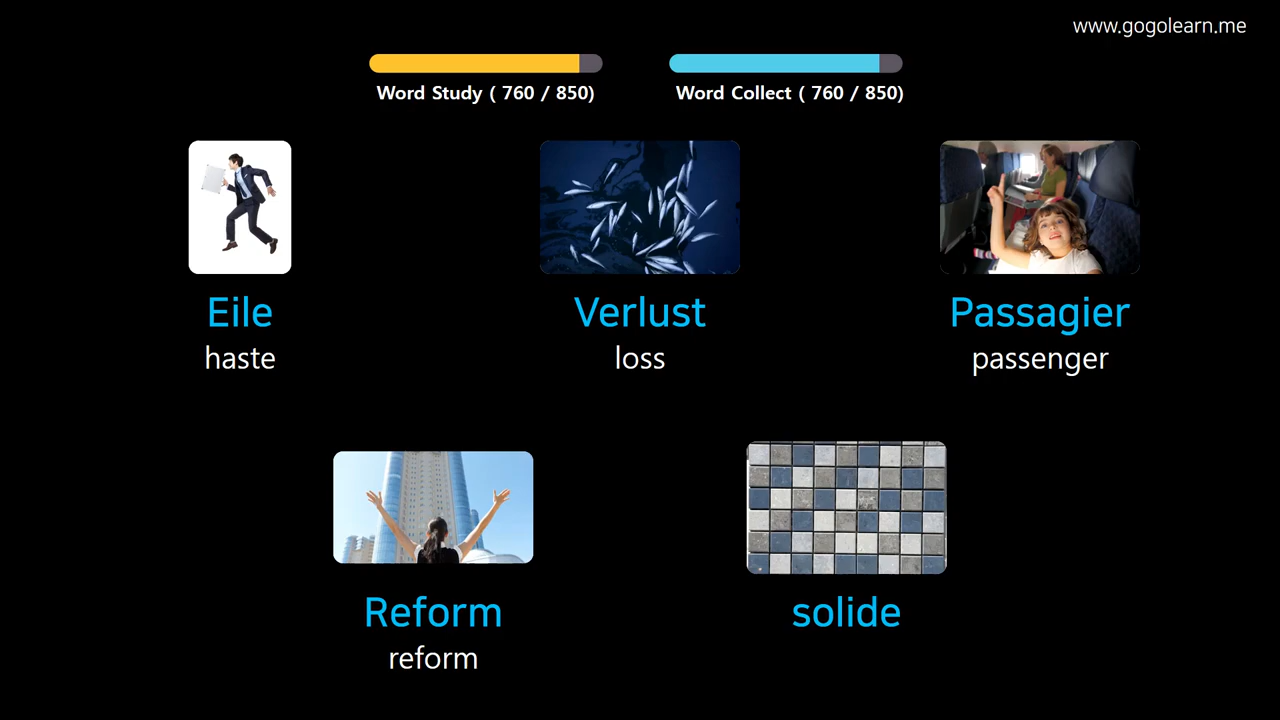 www.gogolearn.me
Word Study ( 760 / 850)
Word Collect ( 760 / 850)
Eile
haste
Verlust
loss
Passagier
passenger
Reform
reform
solide